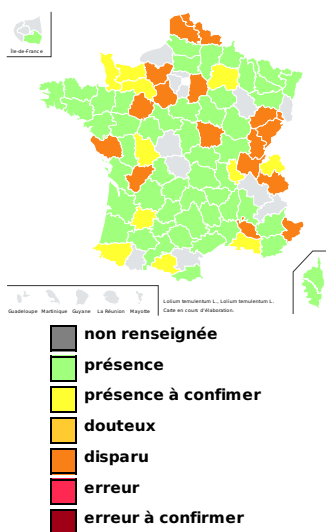 Île-de-France
Guadeloupe Martinique Guyane La Réunion Mayotte
Lolium temulentum L., Lolium temulentum L.
Carte en cours d'élaboration.
non renseignée
présence
présence à confimer
douteux
disparu
erreur
erreur à confirmer